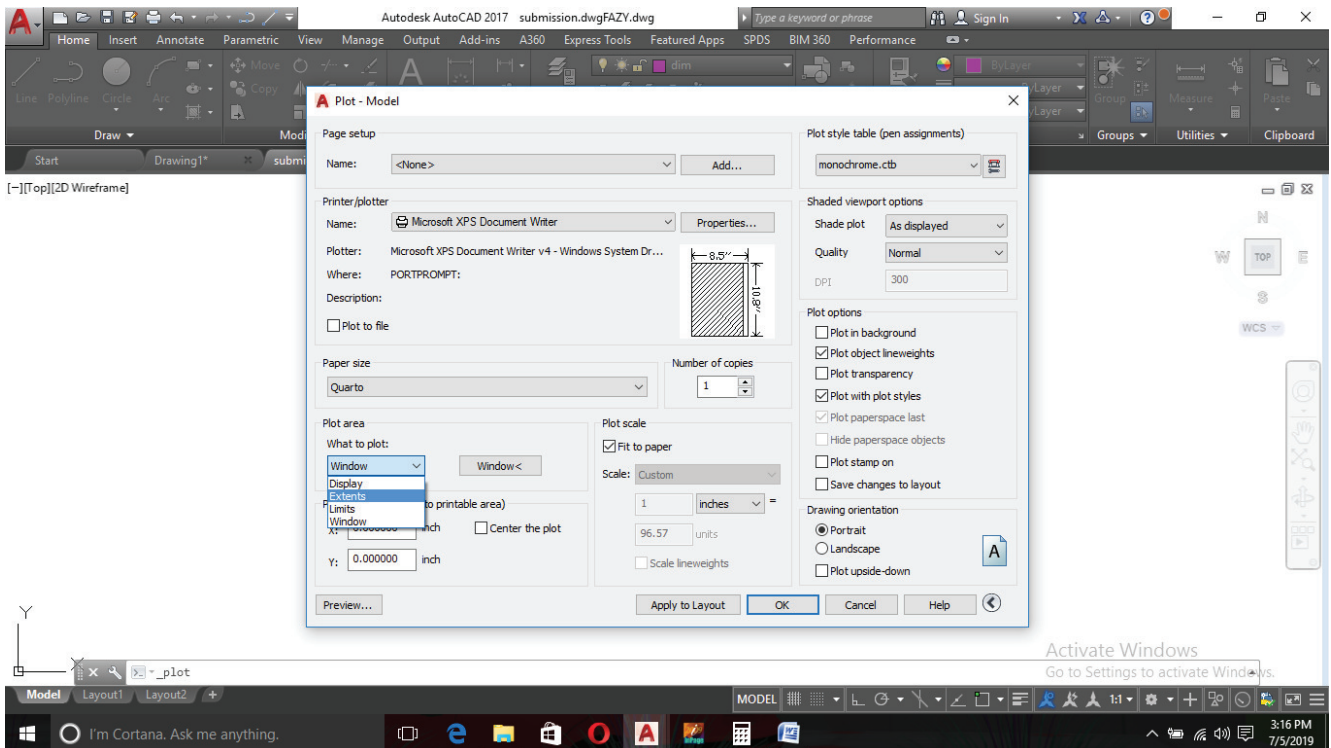 Autodesk AutoCAD 2017 submission.dwgFAZY.dwg
Type a keyword or phrase
Sign In
Home Insert Annotate Parametric View Manage Output Add-ins A360 Express Tools Featured Apps SPDS BIM 360 Performance
Move
dim
ByLayer
Line Polyline Circle Arc
Copy
Layer
Group
Measure
Paste
yLayer
Draw
Modi
Groups
Utilities
Clipboard
Start
Drawing1*
submi
[−][Top][2D Wireframe]
N
W TOP E
S
WCS
Plot - Model
Page setup
Name: <None> Add...
Printer/plotter
Name: Microsoft XPS Document Writer Properties...
Plotter: Microsoft XPS Document Writer v4 - Windows System Dr...
Where: PORTPROMPT:
Description:
Plot to file
8.5''
10.8''
Paper size
Quarto
Number of copies
1
Plot area
What to plot:
Window Window<
Display
Extents
Limits
Window
to printable area)
X: 0.000000 inch Center the plot
Y: 0.000000 inch
Plot scale
Fit to paper
Scale: Custom
1 inches =
96.57 units
Scale lineweights
Plot style table (pen assignments)
monochrome.ctb
Shaded viewport options
Shade plot As displayed
Quality Normal
DPI 300
Plot options
Plot in background
Plot object lineweights
Plot transparency
Plot with plot styles
Plot paperspace last
Hide paperspace objects
Plot stamp on
Save changes to layout
Drawing orientation
Portrait
Landscape
Plot upside-down
A
Preview... Apply to Layout OK Cancel Help
Y
X
_plot
Activate Windows
Go to Settings to activate Windows.
Model Layout1 Layout2 +
MODEL
1:1
I'm Cortana. Ask me anything.
3:16 PM
7/5/2019